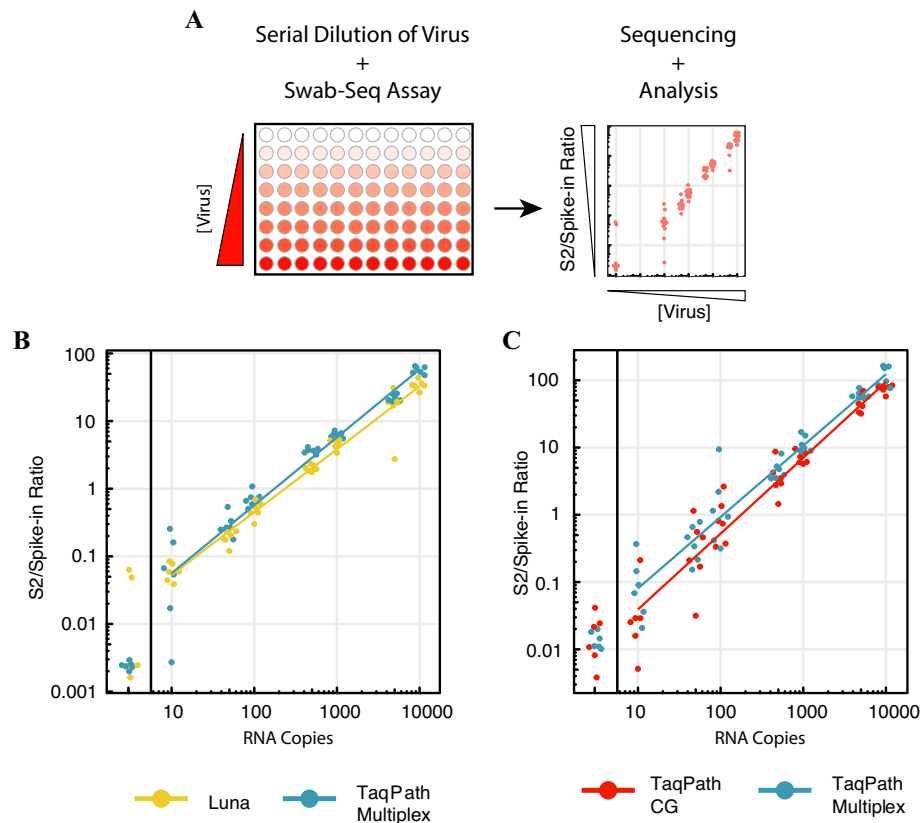 A
Serial Dilution of Virus
+
Swab-Seq Assay
Sequencing
+
Analysis
[Virus]
S2/Spike-in Ratio
[Virus]
B
100
10
1
0.1
0.01
0.001
S2/Spike-in Ratio
10
100
1000
10000
RNA Copies
Luna
TaqPath
Multiplex
C
100
10
1
0.1
0.01
S2/Spike-in Ratio
10
100
1000
10000
RNA Copies
TaqPath
CG
TaqPath
Multiplex